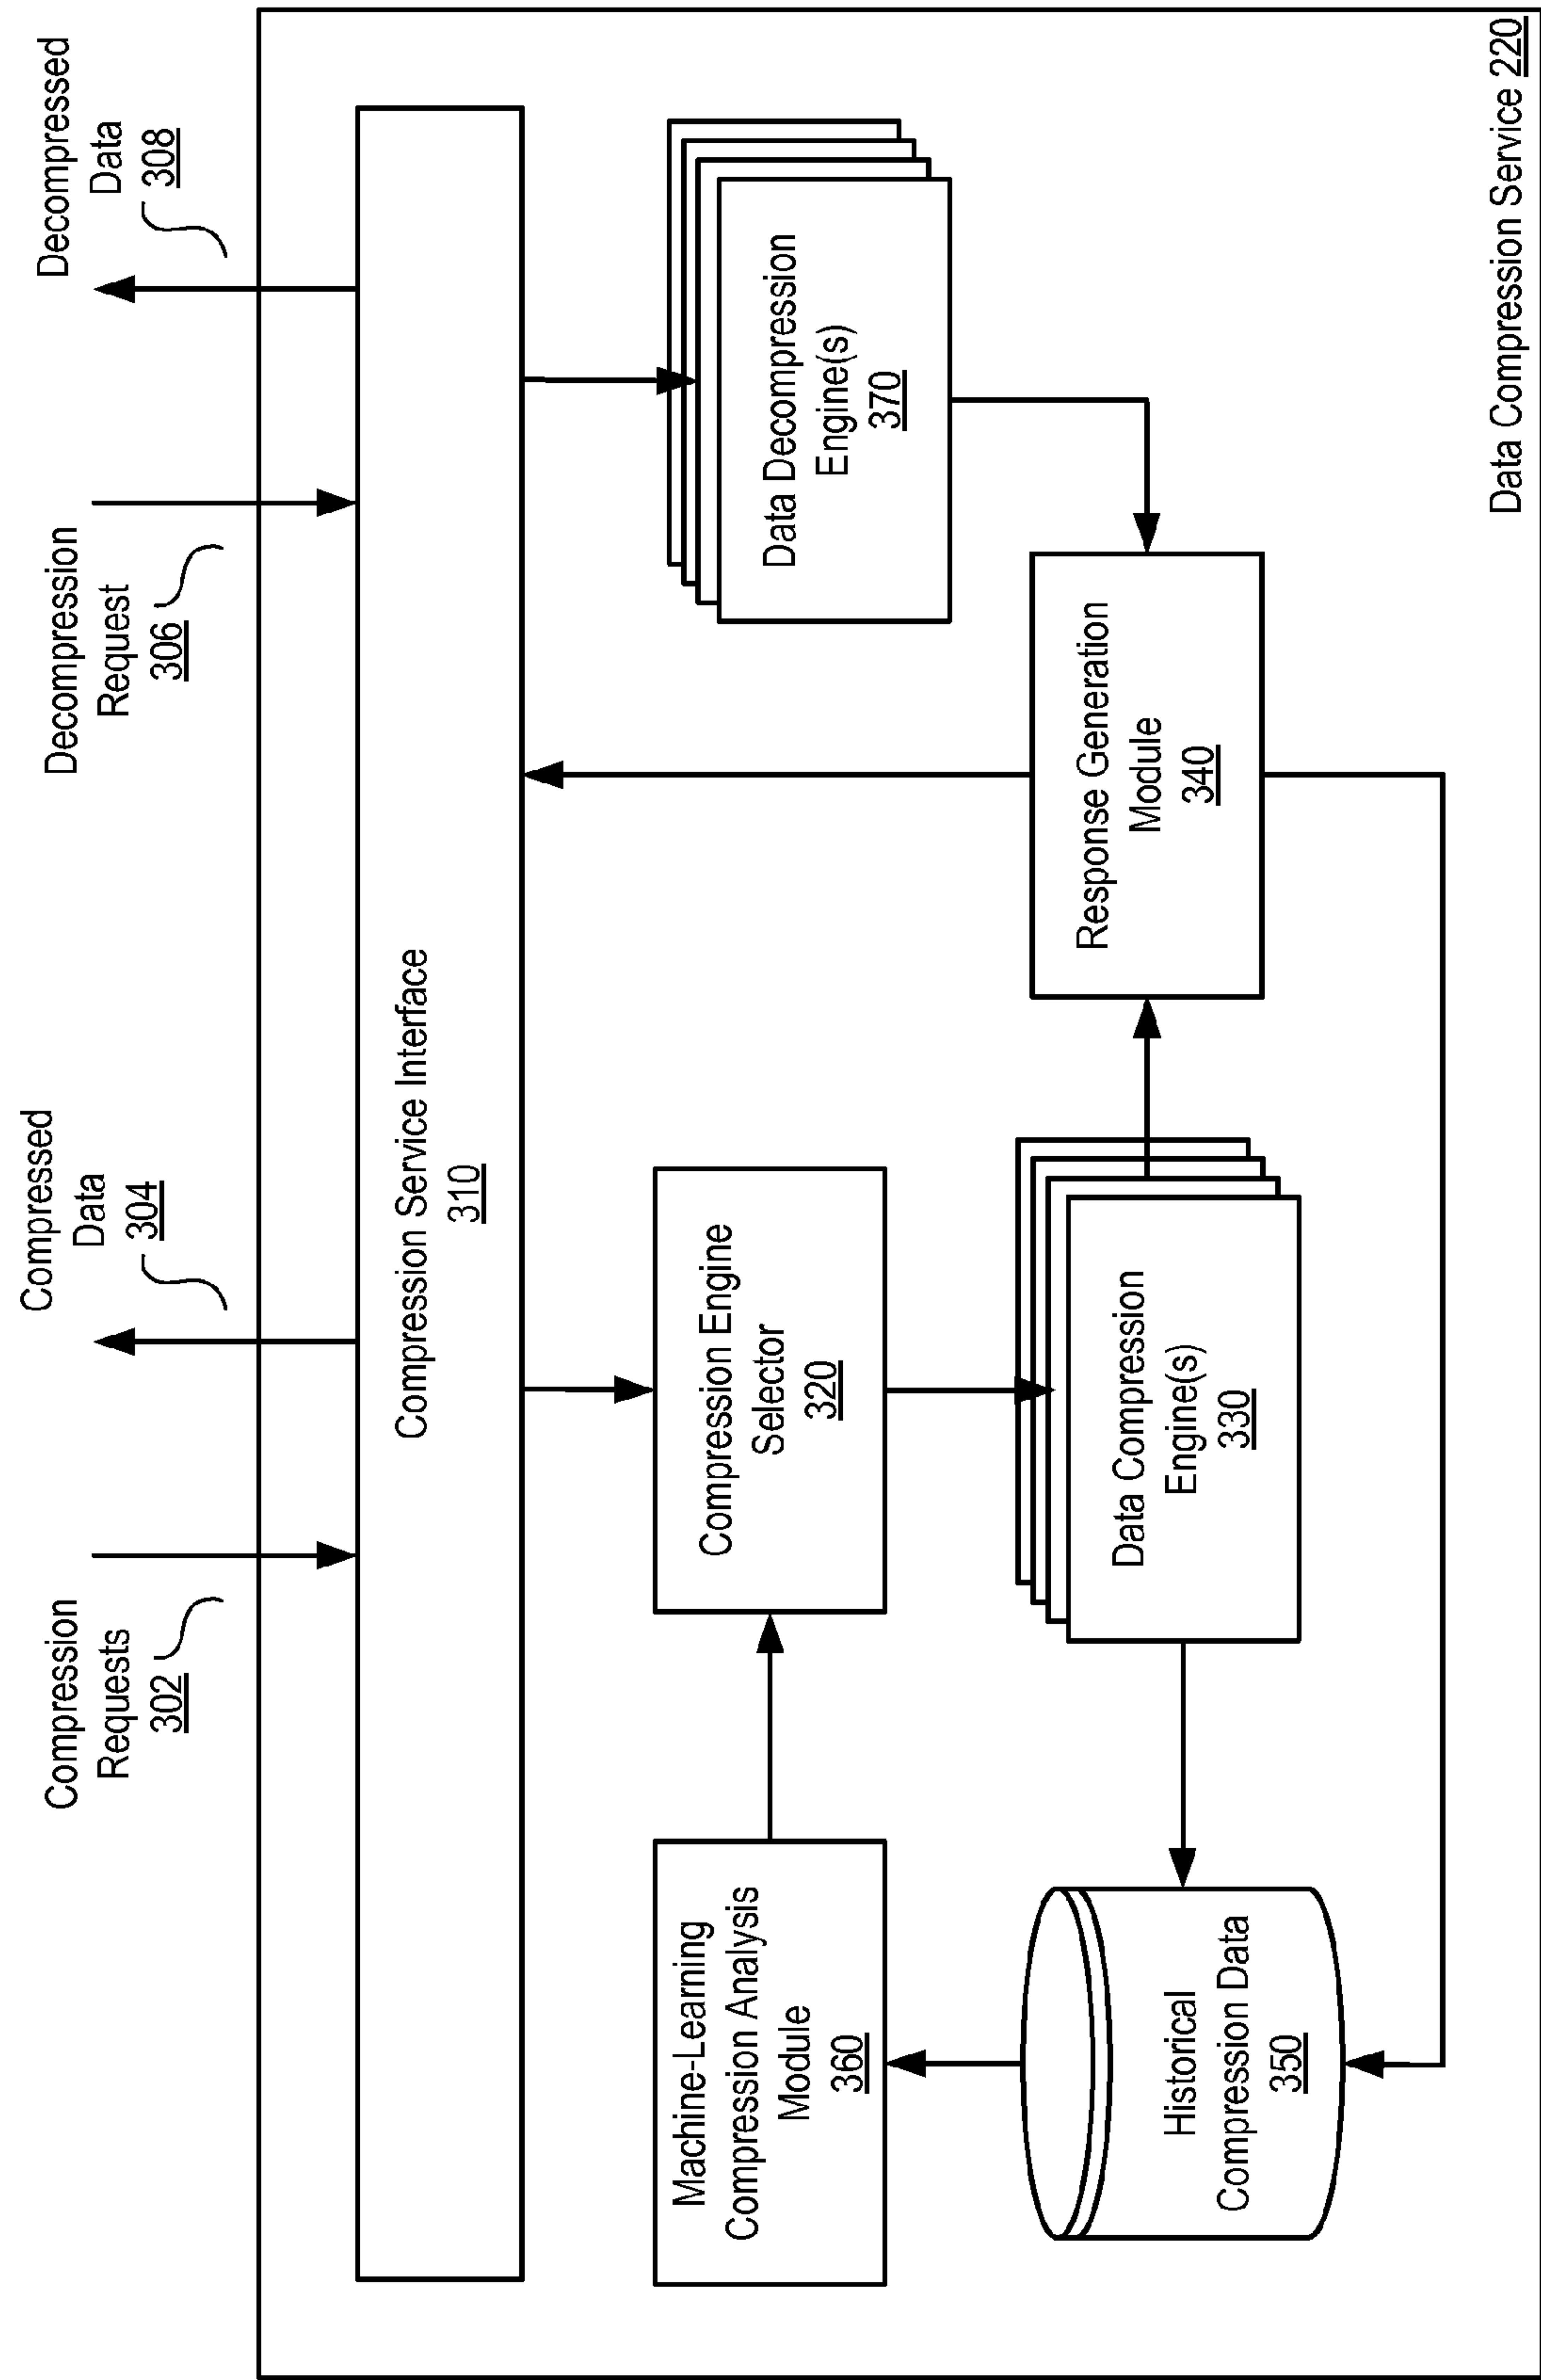 Compression
Requests
302
Compressed
Data
304
Decompression
Request
306
Decompressed
Data
308
Compression Service Interface
310
Machine-Learning
Compression Analysis
Module
360
Compression Engine
Selector
320
Data Decompression
Engine(s)
370
Historical
Compression Data
350
Data Compression
Engine(s)
330
Response Generation
Module
340
Data Compression Service 220